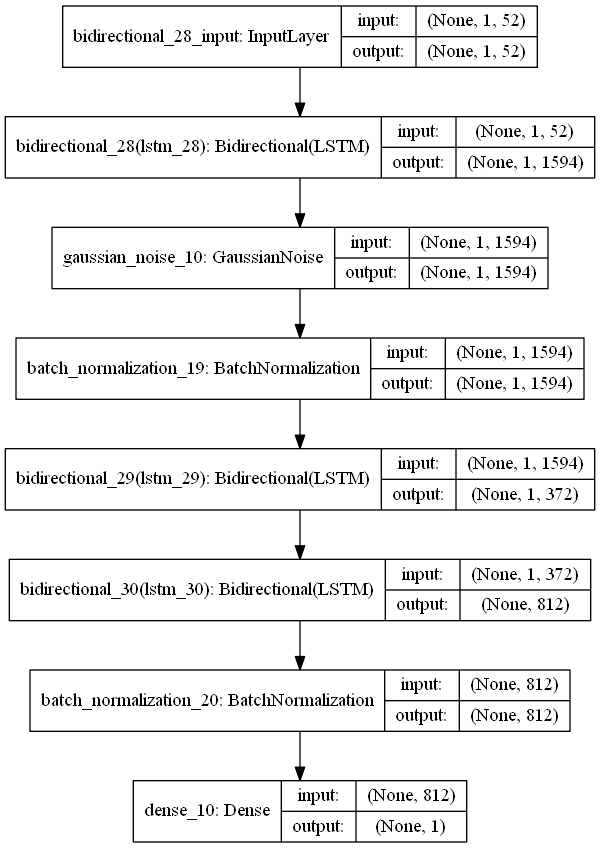 bidirectional_28_input: InputLayer
input: (None, 1, 52)
output: (None, 1, 52)
bidirectional_28(lstm_28): Bidirectional(LSTM)
input: (None, 1, 52)
output: (None, 1, 1594)
gaussian_noise_10: GaussianNoise
input: (None, 1, 1594)
output: (None, 1, 1594)
batch_normalization_19: BatchNormalization
input: (None, 1, 1594)
output: (None, 1, 1594)
bidirectional_29(lstm_29): Bidirectional(LSTM)
input: (None, 1, 1594)
output: (None, 1, 372)
bidirectional_30(lstm_30): Bidirectional(LSTM)
input: (None, 1, 372)
output: (None, 812)
batch_normalization_20: BatchNormalization
input: (None, 812)
output: (None, 812)
dense_10: Dense
input: (None, 812)
output: (None, 1)